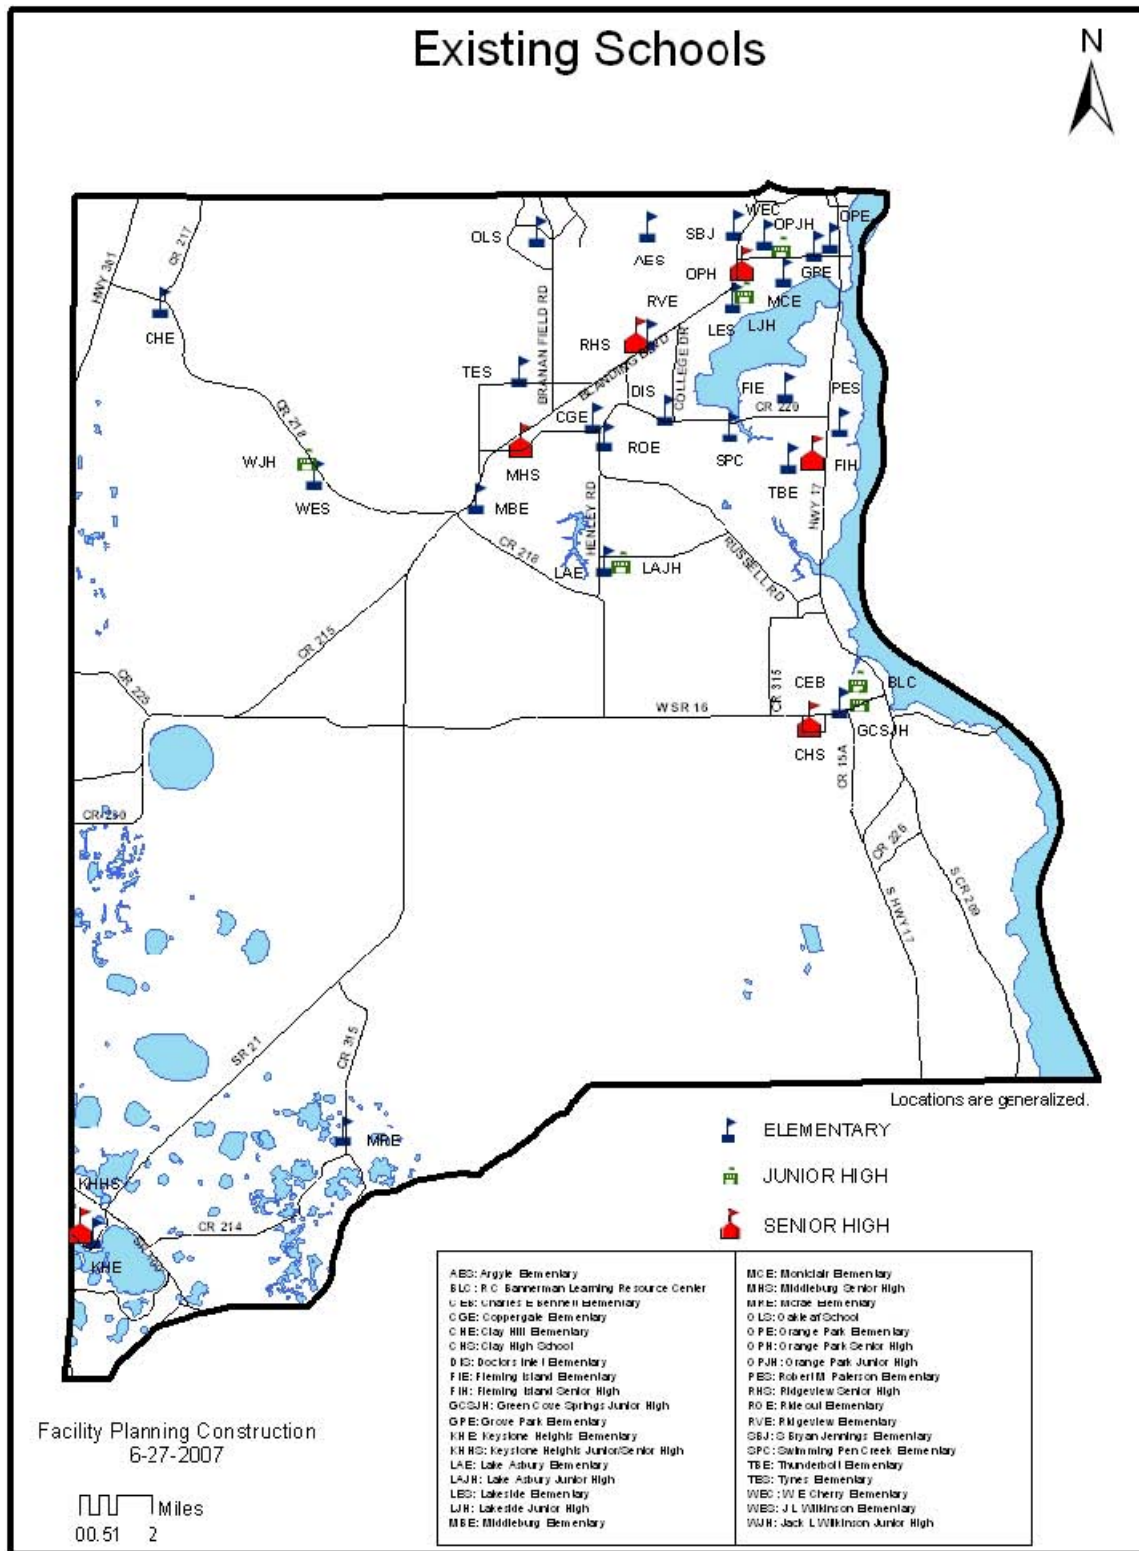 Existing Schools
N
WEC
OPJH
OPE
OLS
SBJ
AES
OPH
GPE
HWY 301
CR 217
CHE
RVE
MCE
LES
LJH
RHS
BRANAN FIELD RD
BLANDING BLVD
COLLEGE DR
TES
DIS
FIE
PES
CR 220
CGE
CR 218
ROE
SPC
WJH
MHS
TBE
FIH
WES
MBE
HWY 17
HENLEY RD
CR 218
RUSSELL RD
LAE
LAJH
CR 215
CR 225
CEB
BLC
CR 315
W SR 16
GCSJH
CHS
CR 15A
CR 230
CR 226
S CR 209
S HWY 17
SR 21
CR 315
Locations are generalized.
ELEMENTARY
MRE
JUNIOR HIGH
KHHS
SENIOR HIGH
CR 214
KHE
AES: Argyle Elementary
BLC: R C Bannerman Learning Resource Center
CEB: Charles E Bennett Elementary
CGE: Coppergate Elementary
CHE: Clay Hill Elementary
CHS: Clay High School
DIS: Doctors Inlet Elementary
FIE: Fleming Island Elementary
FIH: Fleming Island Senior High
GCSJH: Green Cove Springs Junior High
GPE: Grove Park Elementary
KHE: Keystone Heights Elementary
KHHS: Keystone Heights Junior/Senior High
LAE: Lake Asbury Elementary
LAJH: Lake Asbury Junior High
LES: Lakeside Elementary
LJH: Lakeside Junior High
MBE: Middleburg Elementary
MCE: Montclair Elementary
MHS: Middleburg Senior High
MRE: Mcrae Elementary
OLS: Oakleaf School
OPE: Orange Park Elementary
OPH: Orange Park Senior High
OPJH: Orange Park Junior High
PES: Robert M Paterson Elementary
RHS: Ridgeview Senior High
ROE: Rideout Elementary
RVE: Ridgeview Elementary
SBJ: S Bryan Jennings Elementary
SPC: Swimming Pen Creek Elementary
TBE: Thunderbolt Elementary
TES: Tynes Elementary
WEC: W E Cherry Elementary
WES: J L Wilkinson Elementary
WJH: Jack L Wilkinson Junior High
Facility Planning Construction
6-27-2007
Miles
00.51 2